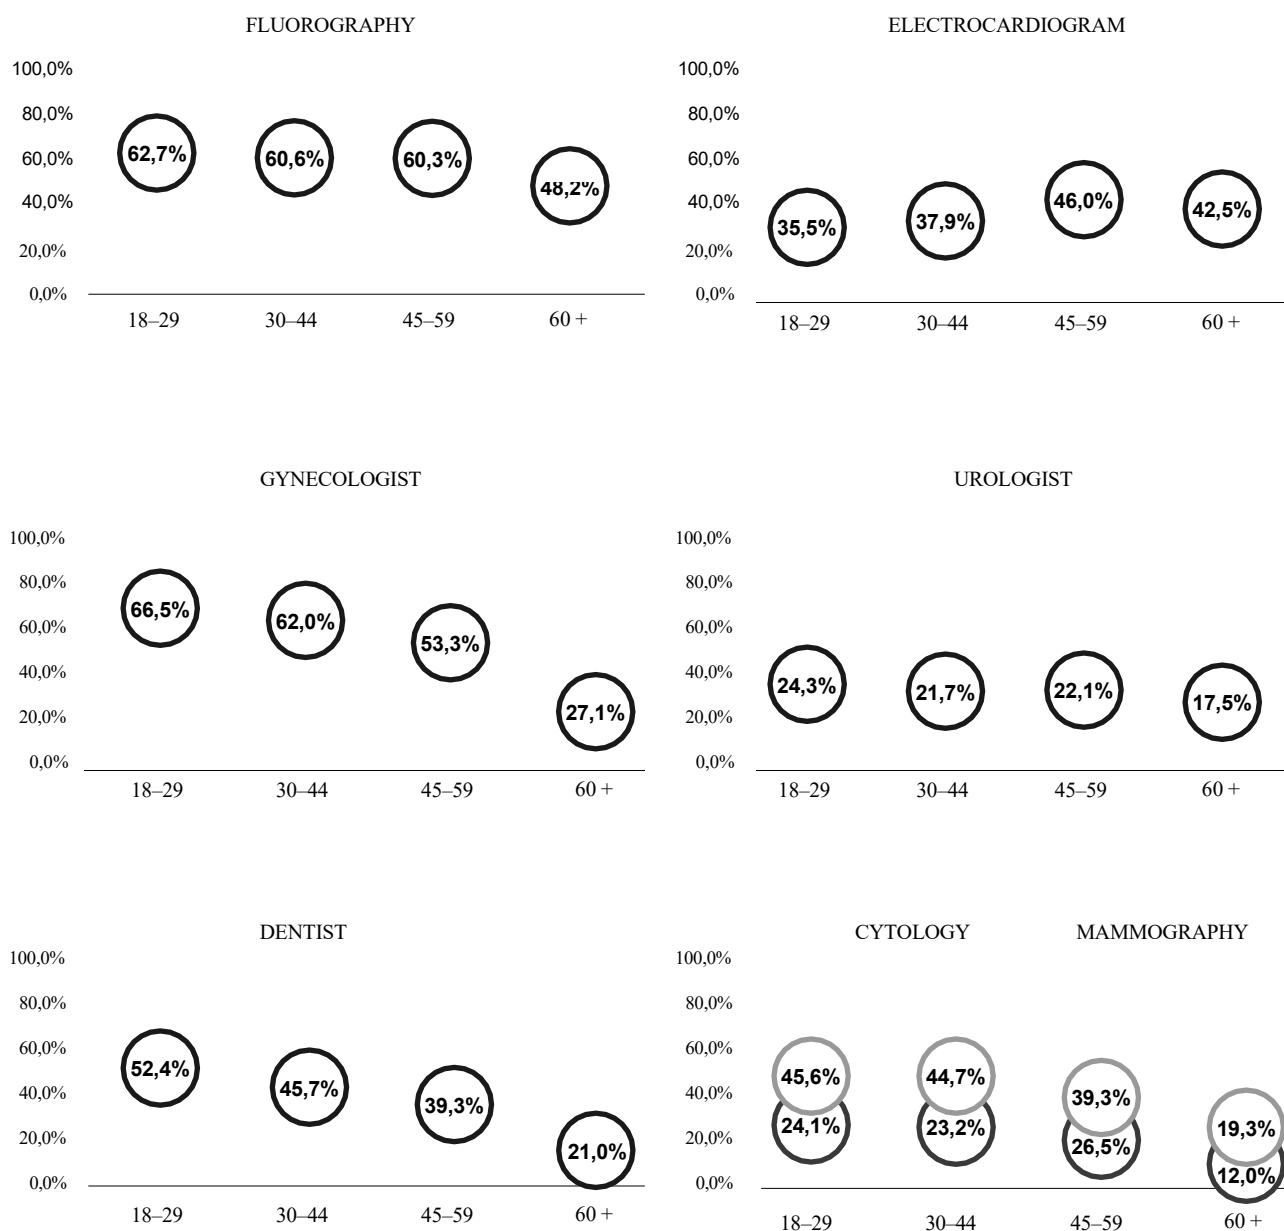 FLUOROGRAPHY
100,0%
80,0%
60,0%
40,0%
20,0%
0,0%
62,7% 60,6% 60,3% 48,2%
18–29 30–44 45–59 60 +
ELECTROCARDIOGRAM
100,0%
80,0%
60,0%
40,0%
20,0%
0,0%
35,5% 37,9% 46,0% 42,5%
18–29 30–44 45–59 60 +
GYNECOLOGIST
100,0%
80,0%
60,0%
40,0%
20,0%
0,0%
66,5% 62,0% 53,3% 27,1%
18–29 30–44 45–59 60 +
UROLOGIST
100,0%
80,0%
60,0%
40,0%
20,0%
0,0%
24,3% 21,7% 22,1% 17,5%
18–29 30–44 45–59 60 +
DENTIST
100,0%
80,0%
60,0%
40,0%
20,0%
0,0%
52,4% 45,7% 39,3% 21,0%
18–29 30–44 45–59 60 +
CYTOLOGY MAMMOGRAPHY
100,0%
80,0%
60,0%
40,0%
20,0%
0,0%
45,6% 44,7% 39,3% 19,3%
24,1% 23,2% 26,5% 12,0%
18–29 30–44 45–59 60 +